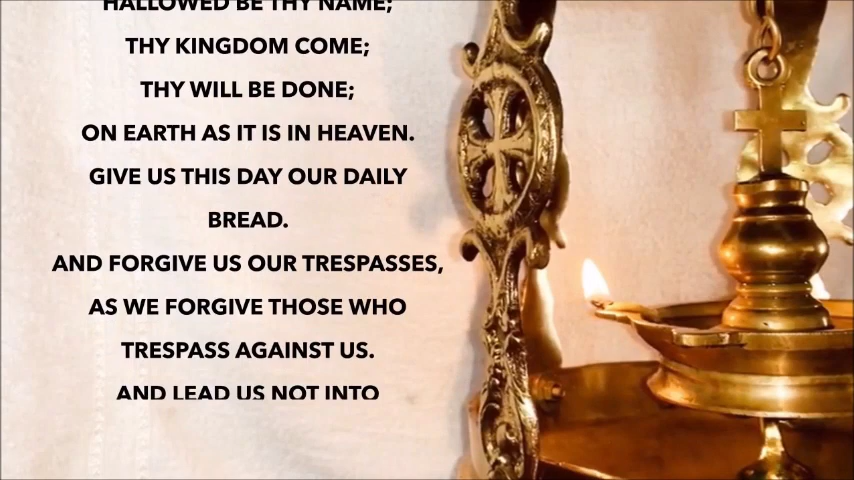 HALLOWED BE THY NAME;
THY KINGDOM COME;
THY WILL BE DONE;
ON EARTH AS IT IS IN HEAVEN.
GIVE US THIS DAY OUR DAILY
BREAD.
AND FORGIVE US OUR TRESPASSES,
AS WE FORGIVE THOSE WHO
TRESPASS AGAINST US.
AND LEAD US NOT INTO